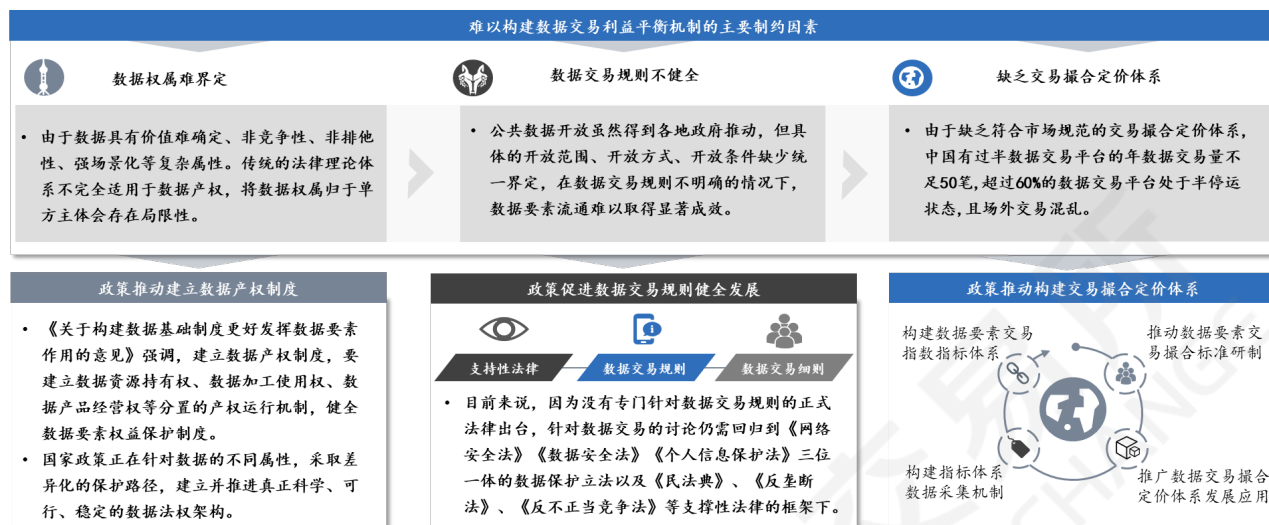 难以构建数据交易利益平衡机制的主要制约因素
数据权属难界定
• 由于数据具有价值难确定、非竞争性、非排他
性、强场景化等复杂属性。传统的法律理论体
系不完全适用于数据产权，将数据权属归于单
方主体会存在局限性。
数据交易规则不健全
• 公共数据开放虽然得到各地政府推动，但具
体的开放范围、开放方式、开放条件缺少统
一界定，在数据交易规则不明确的情况下，
数据要素流通难以取得显著成效。
缺乏交易撮合定价体系
• 由于缺乏符合市场规范的交易撮合定价体系，
中国有过半数据交易平台的年数据交易量不
足50笔,超过60%的数据交易平台处于半停运
状态,且场外交易混乱。
政策推动建立数据产权制度
• 《关于构建数据基础制度更好发挥数据要素
作用的意见》强调，建立数据产权制度，要
建立数据资源持有权、数据加工使用权、数
据产品经营权等分置的产权运行机制，健全
数据要素权益保护制度。
• 国家政策正在针对数据的不同属性，采取差
异化的保护路径，建立并推进真正科学、可
行、稳定的数据法权架构。
政策促进数据交易规则健全发展
支持性法律
数据交易规则
数据交易细则
• 目前来说，因为没有专门针对数据交易规则的正式
法律出台，针对数据交易的讨论仍需回归到《网络
安全法》《数据安全法》《个人信息保护法》三位
一体的数据保护立法以及《民法典》、《反垄断
法》、《反不正当竞争法》等支撑性法律的框架下。
政策推动构建交易撮合定价体系
构建数据要素交易
指数指标体系
推动数据要素交
易撮合标准研制
构建指标体系
数据采集机制
推广数据交易撮合
定价体系发展应用
交易所